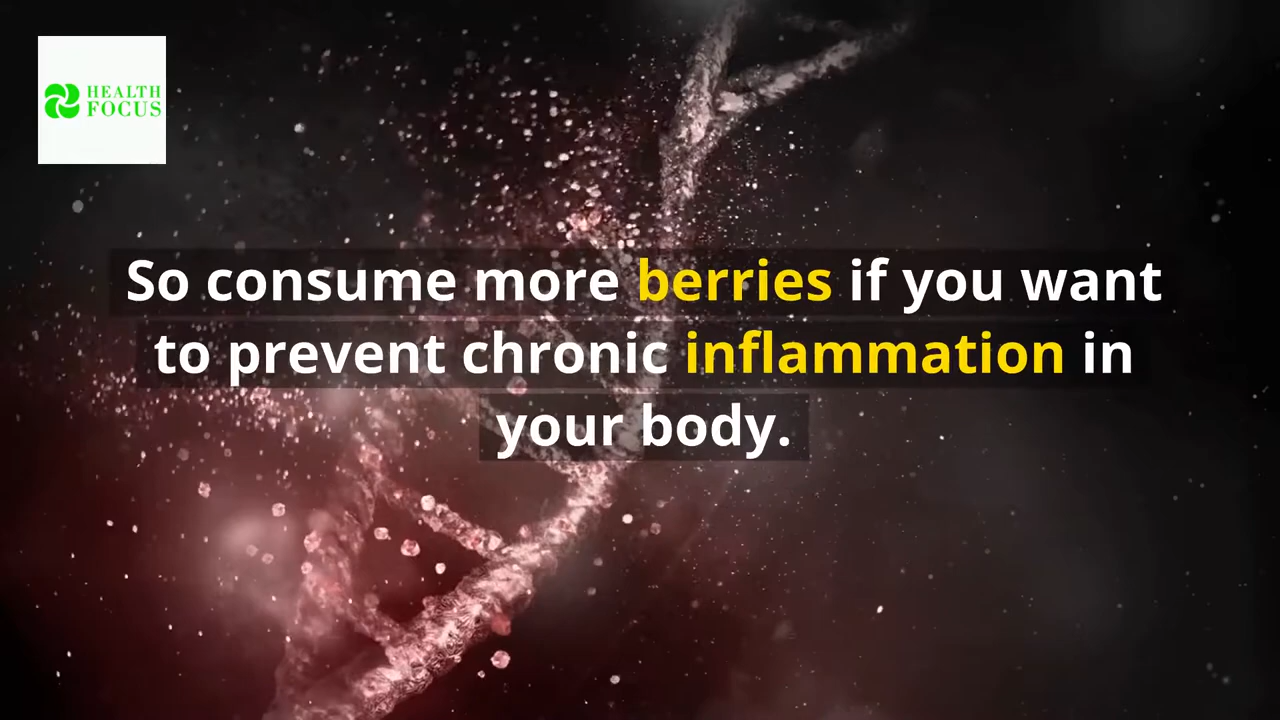 HEALTH
FOCUS
So consume more berries if you want
to prevent chronic inflammation in
your body.